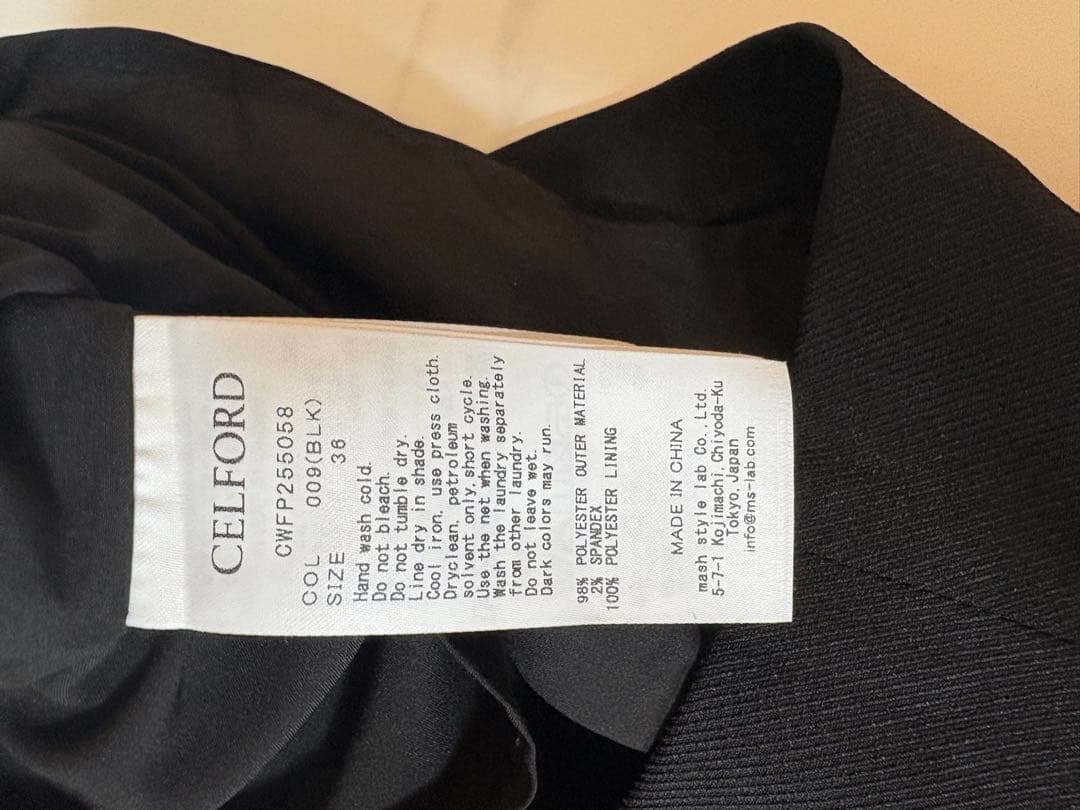 CELFORD
CWFP255058
COL 009(BLK)
SIZE 36
Hand wash cold.
Do not bleach.
Do not tumble dry.
Line dry in shade.
Cool iron, use press cloth.
Dryclean, petroleum
solvent only, short cycle.
Use the net when washing.
Wash the laundry separately
from other laundry.
Do not leave wet.
Dark colors may run.
98% POLYESTER OUTER MATERIAL
2% SPANDEX
100% POLYESTER LINING
MADE IN CHINA
mash style lab Co., Ltd.
5-7-1 Kojimachi, Chiyoda-Ku
Tokyo, Japan
info@ms-lab.com